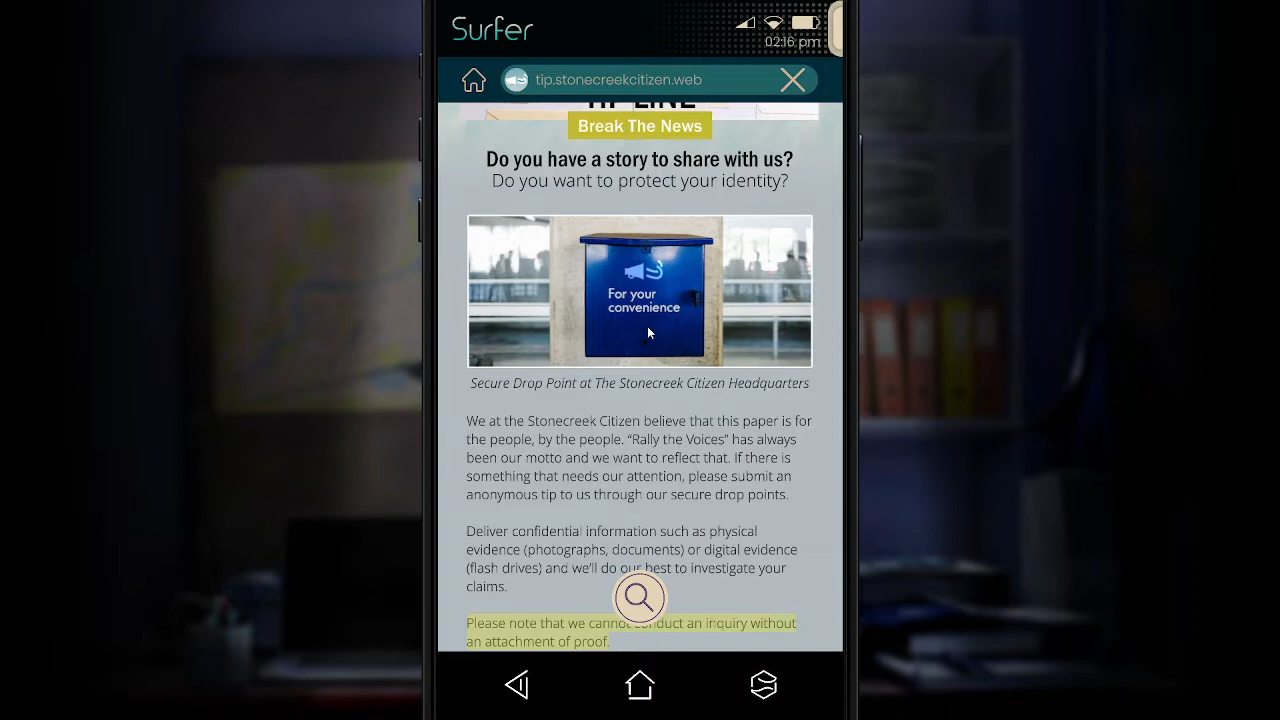 Surfer
02:16 pm
tip.stonecreekcitizen.web
TIP LINE
Break The News
Do you have a story to share with us?
Do you want to protect your identity?
For your
convenience
Secure Drop Point at The Stonecreek Citizen Headquarters
We at the Stonecreek Citizen believe that this paper is for
the people, by the people. “Rally the Voices” has always
been our motto and we want to reflect that. If there is
something that needs our attention, please submit an
anonymous tip to us through our secure drop points.
Deliver confidential information such as physical
evidence (photographs, documents) or digital evidence
(flash drives) and we’ll do our best to investigate your
claims.
Please note that we cannot conduct an inquiry without
an attachment of proof.